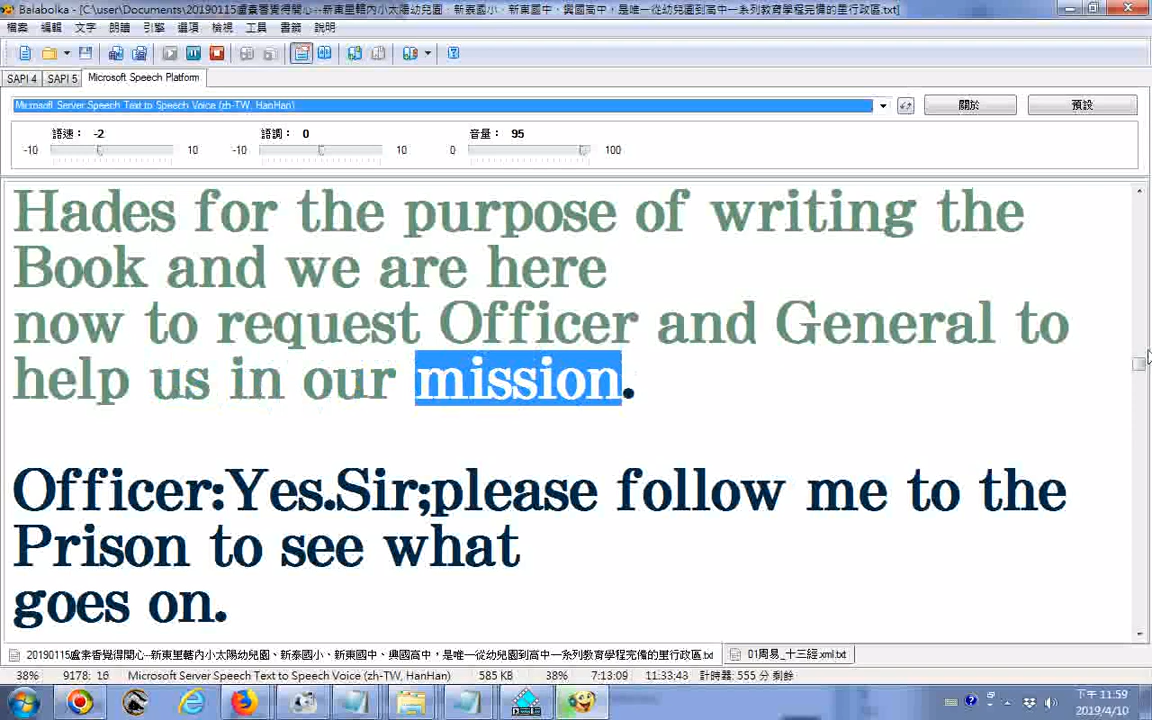 Balabolka - [C:\user\Documents\20190115盧素香覺得開心--新東里轄內小太陽幼兒園、新泰國小、新東國中、興國高中，是唯一從幼兒園到高中一系列教育學程完備的里行政區.txt]
檔案 編輯 文字 朗讀 引擎 選項 檢視 工具 書籤 說明
SAPI 4 SAPI 5 Microsoft Speech Platform
Microsoft Server Speech Text to Speech Voice (zh-TW, HanHan) 關於 預設
語速： -2 語調： 0 音量： 95
-10 10 -10 10 0 100
Hades for the purpose of writing the
Book and we are here
now to request Officer and General to
help us in our mission.
Officer:Yes.Sir;please follow me to the
Prison to see what
goes on.
20190115盧素香覺得開心--新東里轄內小太陽幼兒園、新泰國小、新東國中、興國高中，是唯一從幼兒園到高中一系列教育學程完備的里行政區.txt 01周易_十三經.xml.txt
38% 9178: 16 Microsoft Server Speech Text to Speech Voice (zh-TW, HanHan) 585 KB 38% 7:13:09 11:33:43 計時器： 555 分 剩餘
下午 11:59
2019/4/10